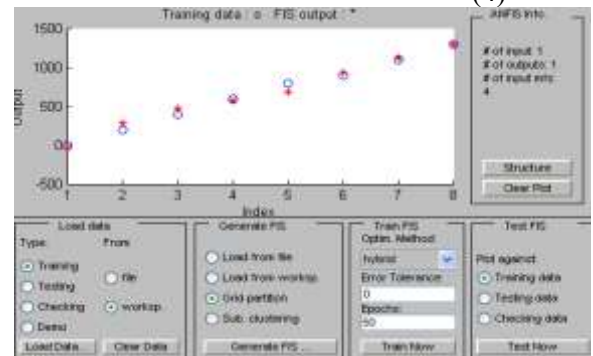 Training data : o FIS output : *
ANFIS Info.
1500
1000
500
0
-500
Output
1 2 3 4 5 6 7 8
Index
# of input: 1
# of outputs: 1
# of input mfs:
4
Structure
Clear Plot
Load data
Type:
From
Training
Testing
Checking
Demo
file
worksp.
Load Data...
Clear Data
Generate FIS
Load from file
Load from worksp.
Grid partition
Sub. clustering
Generate FIS ...
Train FIS
Optim. Method:
hybrid
Error Tolerance:
0
Epochs:
50
Train Now
Test FIS
Plot against:
Training data
Testing data
Checking data
Test Now